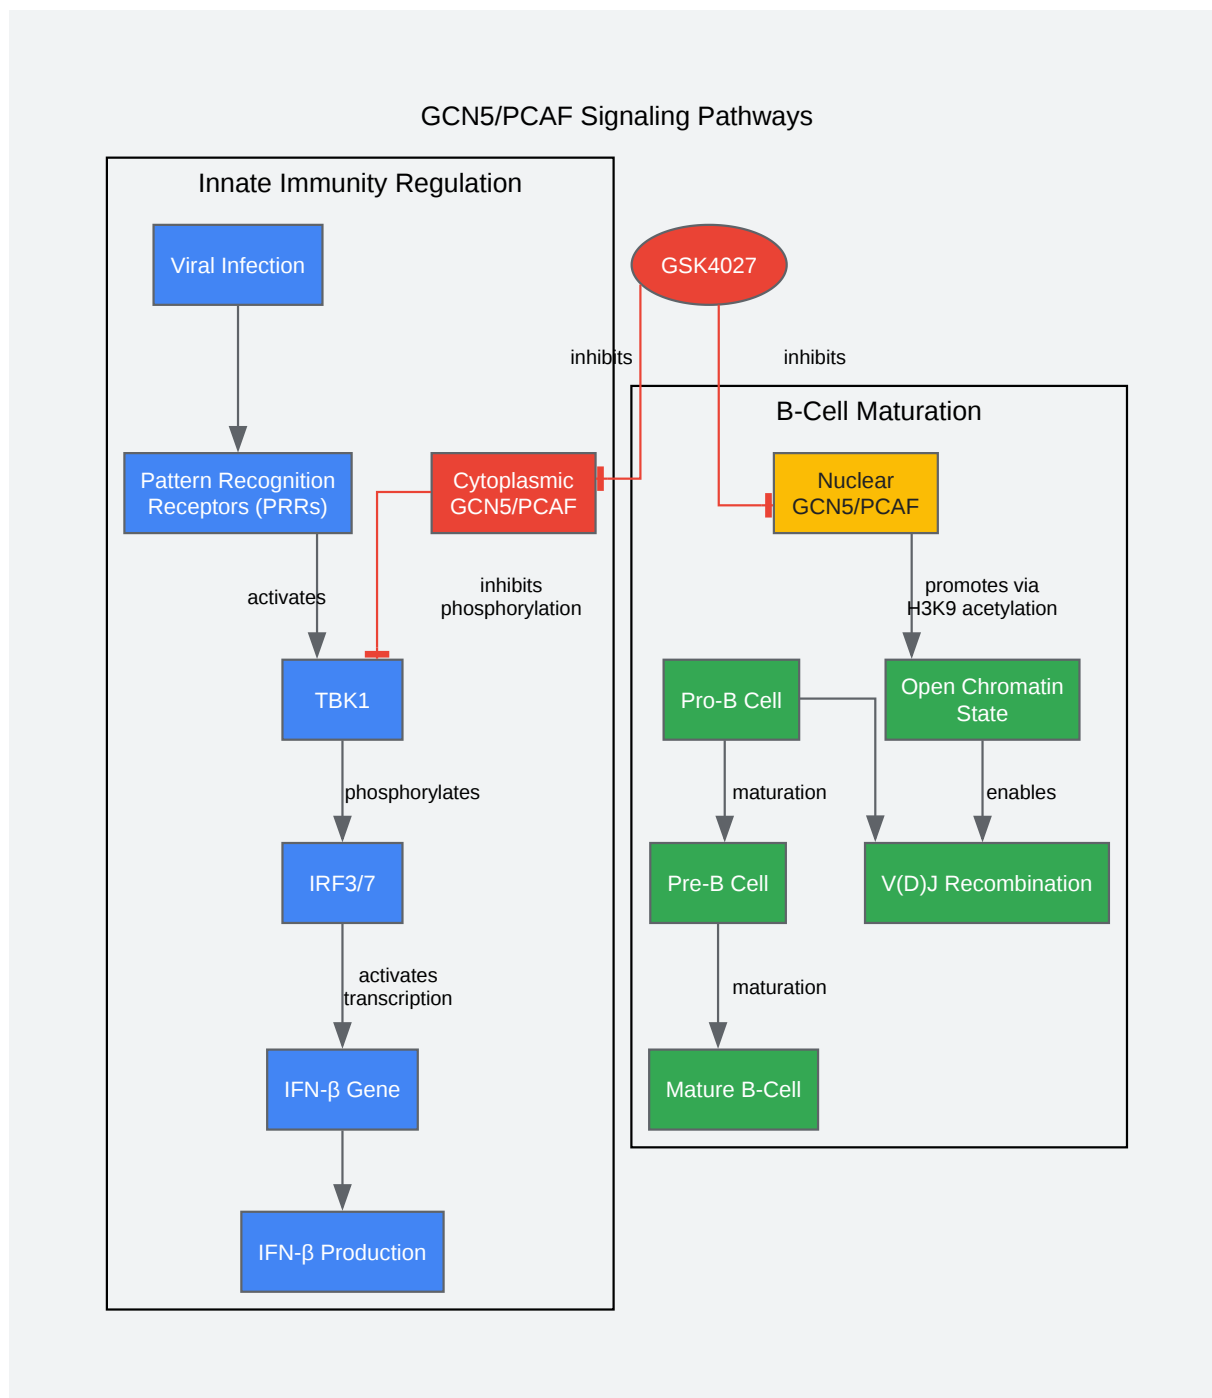 GCN5/PCAF Signaling Pathways
Innate Immunity Regulation
Viral Infection
GSK4027
inhibits
inhibits
B-Cell Maturation
Pattern Recognition
Receptors (PRRs)
Cytoplasmic
GCN5/PCAF
Nuclear
GCN5/PCAF
activates
inhibits
phosphorylation
promotes via
H3K9 acetylation
TBK1
Pro-B Cell
Open Chromatin
State
phosphorylates
maturation
enables
IRF3/7
Pre-B Cell
V(D)J Recombination
activates
transcription
maturation
IFN-β Gene
Mature B-Cell
IFN-β Production